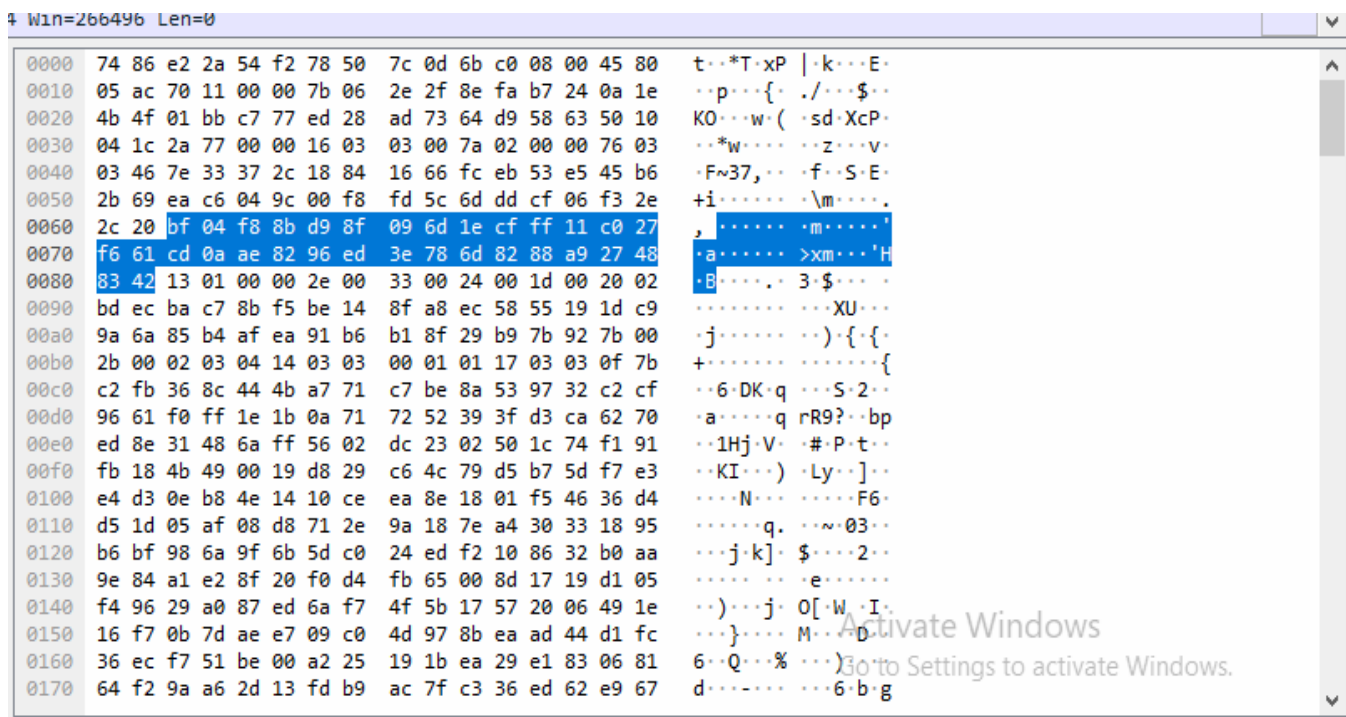 4 Win=266496 Len=0
0000 74 86 e2 2a 54 f2 78 50 7c 0d 6b c0 08 00 45 80 t··*T·xP |·k···E·
0010 05 ac 70 11 00 00 7b 06 2e 2f 8e fa b7 24 0a 1e ··p···{· ./···$··
0020 4b 4f 01 bb c7 77 ed 28 ad 73 64 d9 58 63 50 10 KO···w·( ·sd·XcP·
0030 04 1c 2a 77 00 00 16 03 03 00 7a 02 00 00 76 03 ··*w···· ··z···v·
0040 03 46 7e 33 37 2c 18 84 16 66 fc eb 53 e5 45 b6 ·F~37,·· ·f··S·E·
0050 2b 69 ea c6 04 9c 00 f8 fd 5c 6d dd cf 06 f3 2e +i······ ·\m····.
0060 2c 20 bf 04 f8 8b d9 8f 09 6d 1e cf ff 11 c0 27 , ······ ·m·····'
0070 f6 61 cd 0a ae 82 96 ed 3e 78 6d 82 88 a9 27 48 ·a······ >xm···'H
0080 83 42 13 01 00 00 2e 00 33 00 24 00 1d 00 20 02 ·B····.· 3·$··· ·
0090 bd ec ba c7 8b f5 be 14 8f a8 ec 58 55 19 1d c9 ········ ···XU···
00a0 9a 6a 85 b4 af ea 91 b6 b1 8f 29 b9 7b 92 7b 00 ·j······ ··)·{·{·
00b0 2b 00 02 03 04 14 03 03 00 01 01 17 03 03 0f 7b +······· ·······{
00c0 c2 fb 36 8c 44 4b a7 71 c7 be 8a 53 97 32 c2 cf ··6·DK·q ···S·2··
00d0 96 61 f0 ff 1e 1b 0a 71 72 52 39 3f d3 ca 62 70 ·a·····q rR9?··bp
00e0 ed 8e 31 48 6a ff 56 02 dc 23 02 50 1c 74 f1 91 ··1Hj·V· ·#·P·t··
00f0 fb 18 4b 49 00 19 d8 29 c6 4c 79 d5 b7 5d f7 e3 ··KI···) ·Ly··]··
0100 e4 d3 0e b8 4e 14 10 ce ea 8e 18 01 f5 46 36 d4 ····N··· ·····F6·
0110 d5 1d 05 af 08 d8 71 2e 9a 18 7e a4 30 33 18 95 ······q. ··~·03··
0120 b6 bf 98 6a 9f 6b 5d c0 24 ed f2 10 86 32 b0 aa ···j·k]· $····2··
0130 9e 84 a1 e2 8f 20 f0 d4 fb 65 00 8d 17 19 d1 05 ····· ·· ·e······
0140 f4 96 29 a0 87 ed 6a f7 4f 5b 17 57 20 06 49 1e ··)···j· O[·W ·I·
0150 16 f7 0b 7d ae e7 09 c0 4d 97 8b ea ad 44 d1 fc ···}···· M····D··
0160 36 ec f7 51 be 00 a2 25 19 1b ea 29 e1 83 06 81 6··Q···% ···)····
0170 64 f2 9a a6 2d 13 fd b9 ac 7f c3 36 ed 62 e9 67 d···-··· ···6·b·g
Activate Windows
Go to Settings to activate Windows.